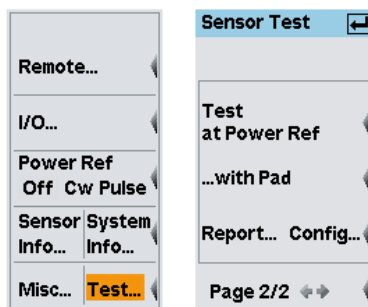 Remote...
I/O...
Power Ref
Off Cw Pulse
Sensor System
Info... Info...
Misc... Test...
Sensor Test
Test
at Power Ref
...with Pad
Report... Config...
Page 2/2